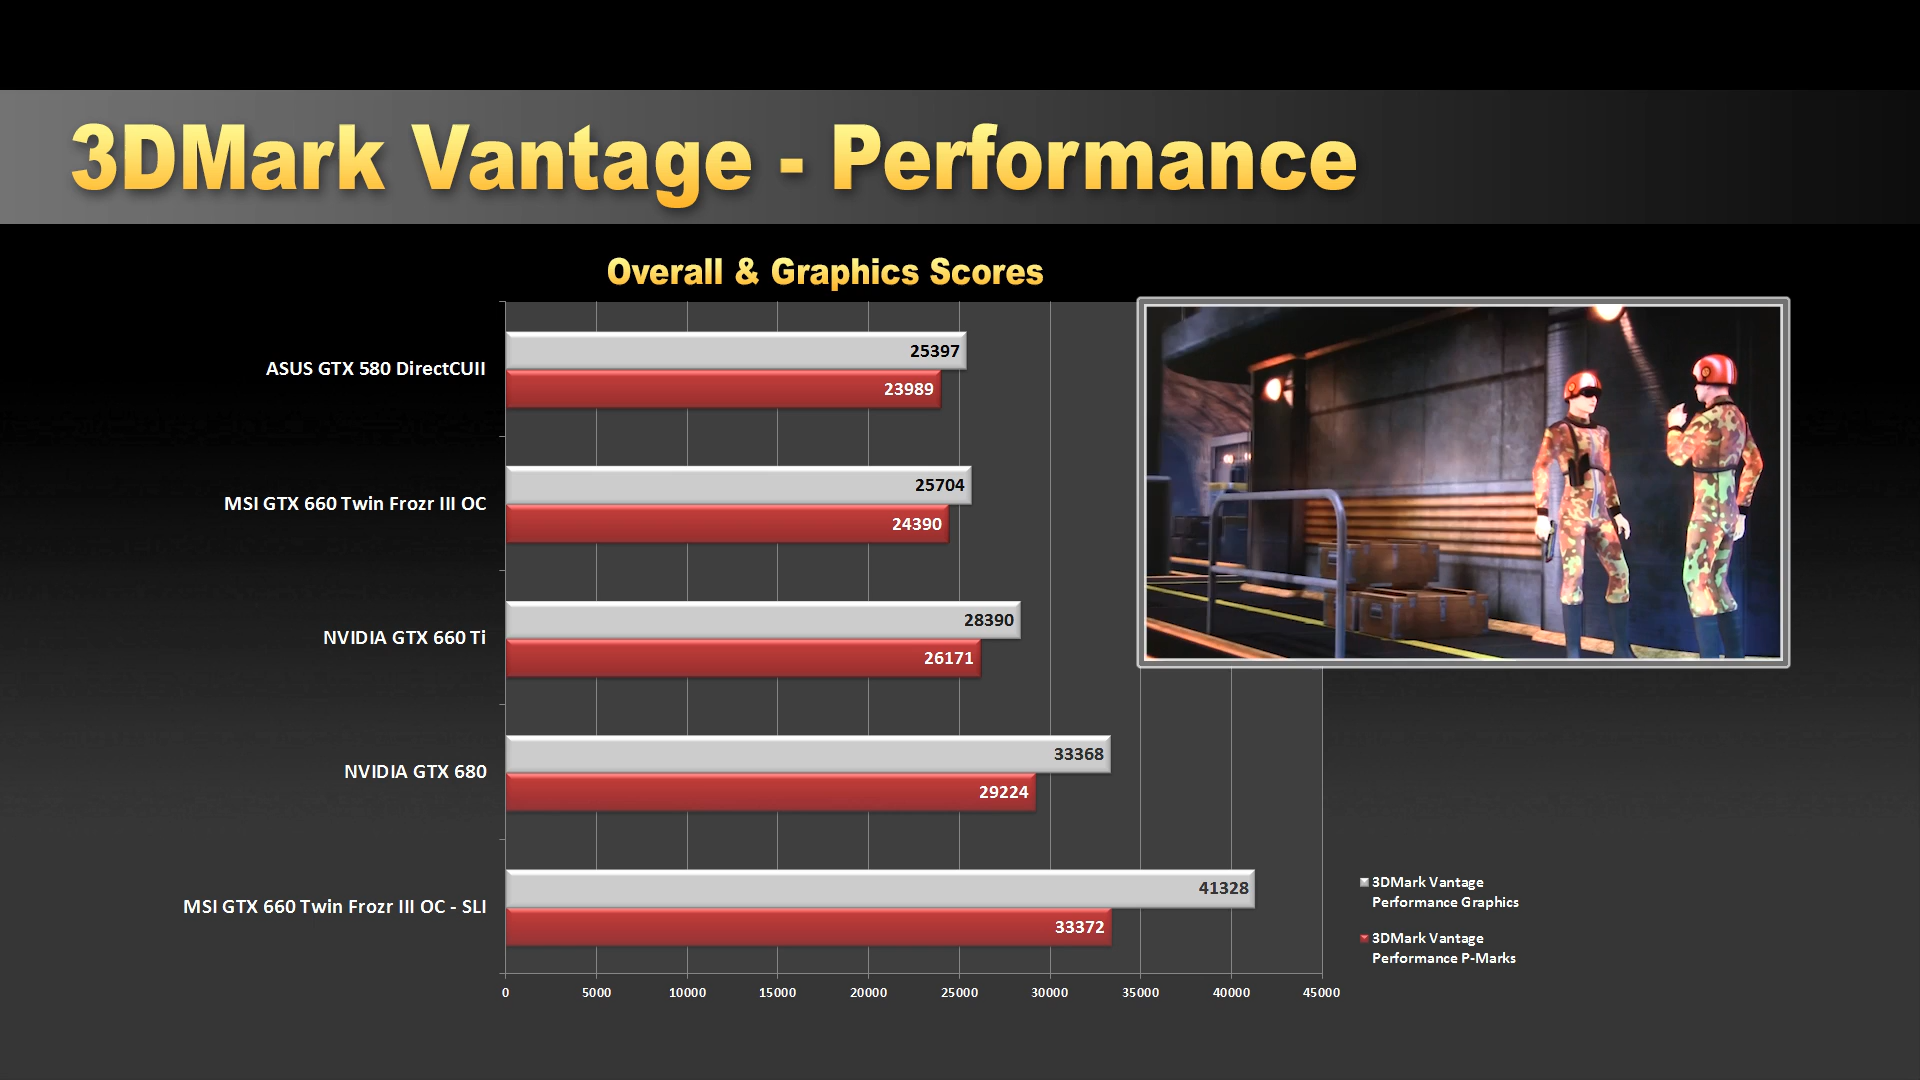 3DMark Vantage - Performance
Overall & Graphics Scores
ASUS GTX 580 DirectCUII
25397
23989
MSI GTX 660 Twin Frozr III OC
25704
24390
NVIDIA GTX 660 Ti
28390
26171
NVIDIA GTX 680
33368
29224
MSI GTX 660 Twin Frozr III OC - SLI
41328
33372
0 5000 10000 15000 20000 25000 30000 35000 40000 45000
3DMark Vantage
Performance Graphics
3DMark Vantage
Performance P-Marks